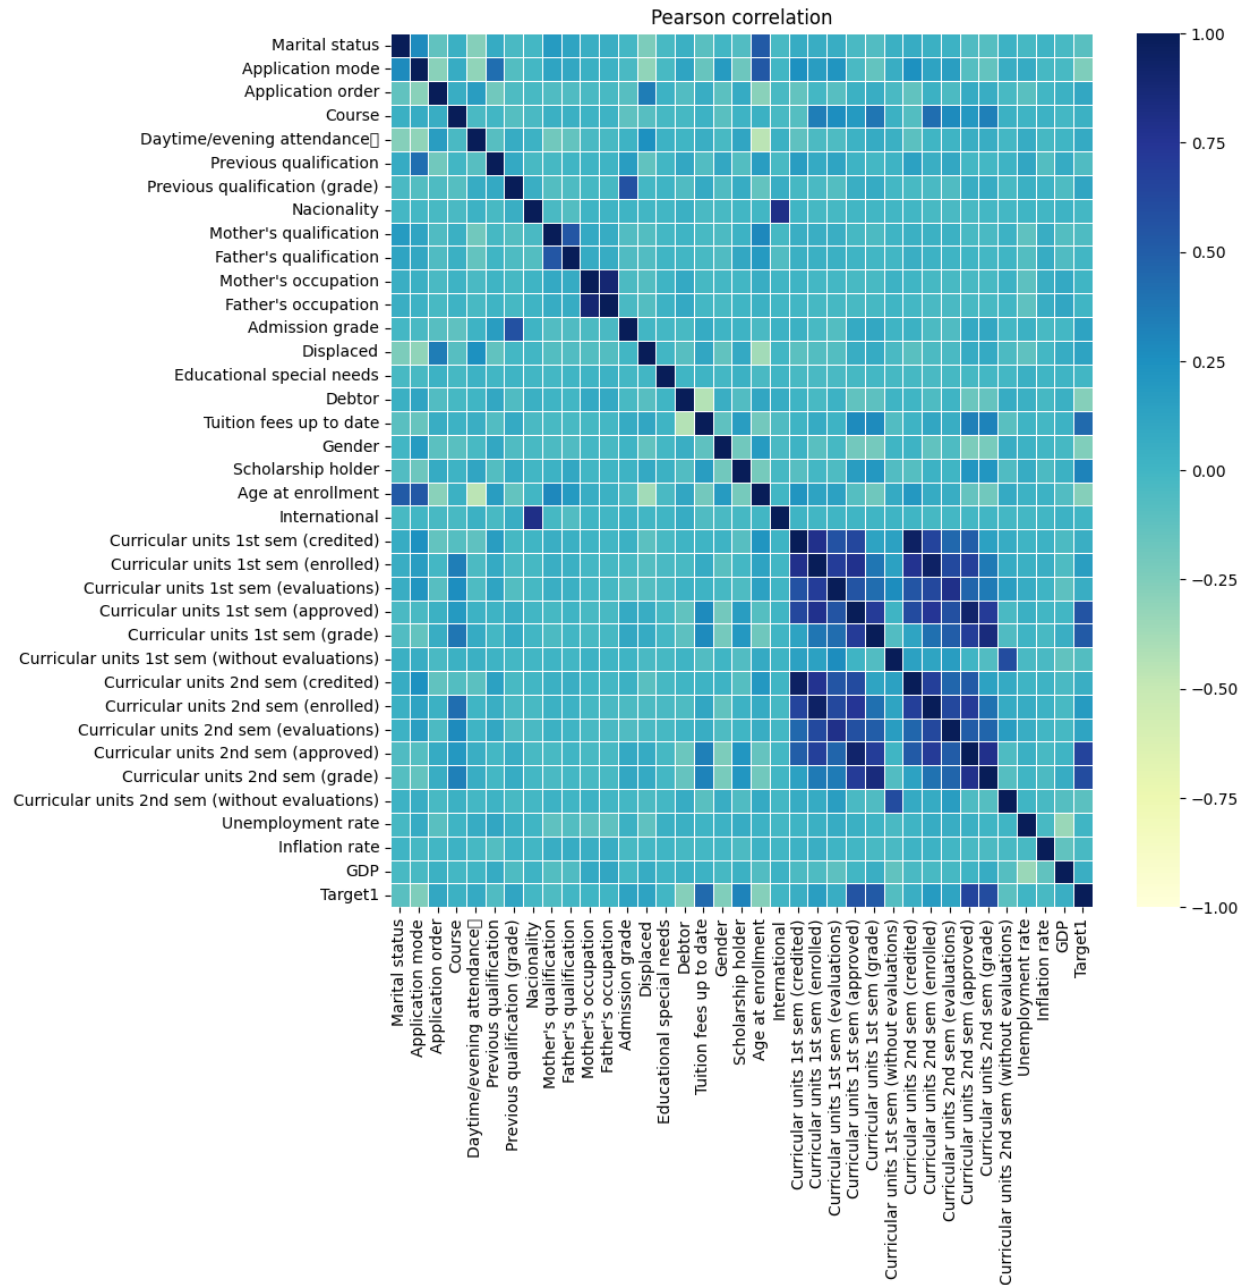 Pearson correlation
Marital status
Application mode
Application order
Course
Daytime/evening attendance▯
Previous qualification
Previous qualification (grade)
Nacionality
Mother's qualification
Father's qualification
Mother's occupation
Father's occupation
Admission grade
Displaced
Educational special needs
Debtor
Tuition fees up to date
Gender
Scholarship holder
Age at enrollment
International
Curricular units 1st sem (credited)
Curricular units 1st sem (enrolled)
Curricular units 1st sem (evaluations)
Curricular units 1st sem (approved)
Curricular units 1st sem (grade)
Curricular units 1st sem (without evaluations)
Curricular units 2nd sem (credited)
Curricular units 2nd sem (enrolled)
Curricular units 2nd sem (evaluations)
Curricular units 2nd sem (approved)
Curricular units 2nd sem (grade)
Curricular units 2nd sem (without evaluations)
Unemployment rate
Inflation rate
GDP
Target1
Marital status
Application mode
Application order
Course
Daytime/evening attendance▯
Previous qualification
Previous qualification (grade)
Nacionality
Mother's qualification
Father's qualification
Mother's occupation
Father's occupation
Admission grade
Displaced
Educational special needs
Debtor
Tuition fees up to date
Gender
Scholarship holder
Age at enrollment
International
Curricular units 1st sem (credited)
Curricular units 1st sem (enrolled)
Curricular units 1st sem (evaluations)
Curricular units 1st sem (approved)
Curricular units 1st sem (grade)
Curricular units 1st sem (without evaluations)
Curricular units 2nd sem (credited)
Curricular units 2nd sem (enrolled)
Curricular units 2nd sem (evaluations)
Curricular units 2nd sem (approved)
Curricular units 2nd sem (grade)
Curricular units 2nd sem (without evaluations)
Unemployment rate
Inflation rate
GDP
Target1
1.00
0.75
0.50
0.25
0.00
−0.25
−0.50
−0.75
−1.00